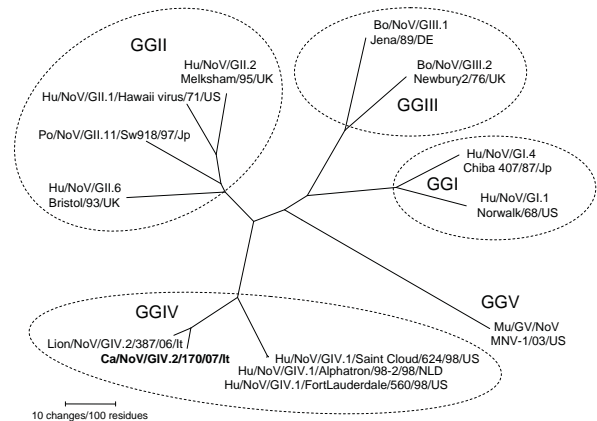 GGII
Hu/NoV/GII.2
Melksham/95/UK
Hu/NoV/GII.1/Hawaii virus/71/US
Po/NoV/GII.11/Sw918/97/Jp
Hu/NoV/GII.6
Bristol/93/UK
Bo/NoV/GIII.1
Jena/89/DE
Bo/NoV/GIII.2
Newbury2/76/UK
GGIII
Hu/NoV/GI.4
Chiba 407/87/Jp
GGI
Hu/NoV/GI.1
Norwalk/68/US
GGV
Mu/GV/NoV
MNV-1/03/US
GGIV
Lion/NoV/GIV.2/387/06/It
Ca/NoV/GIV.2/170/07/It
Hu/NoV/GIV.1/Saint Cloud/624/98/US
Hu/NoV/GIV.1/Alphatron/98-2/98/NLD
Hu/NoV/GIV.1/FortLauderdale/560/98/US
10 changes/100 residues